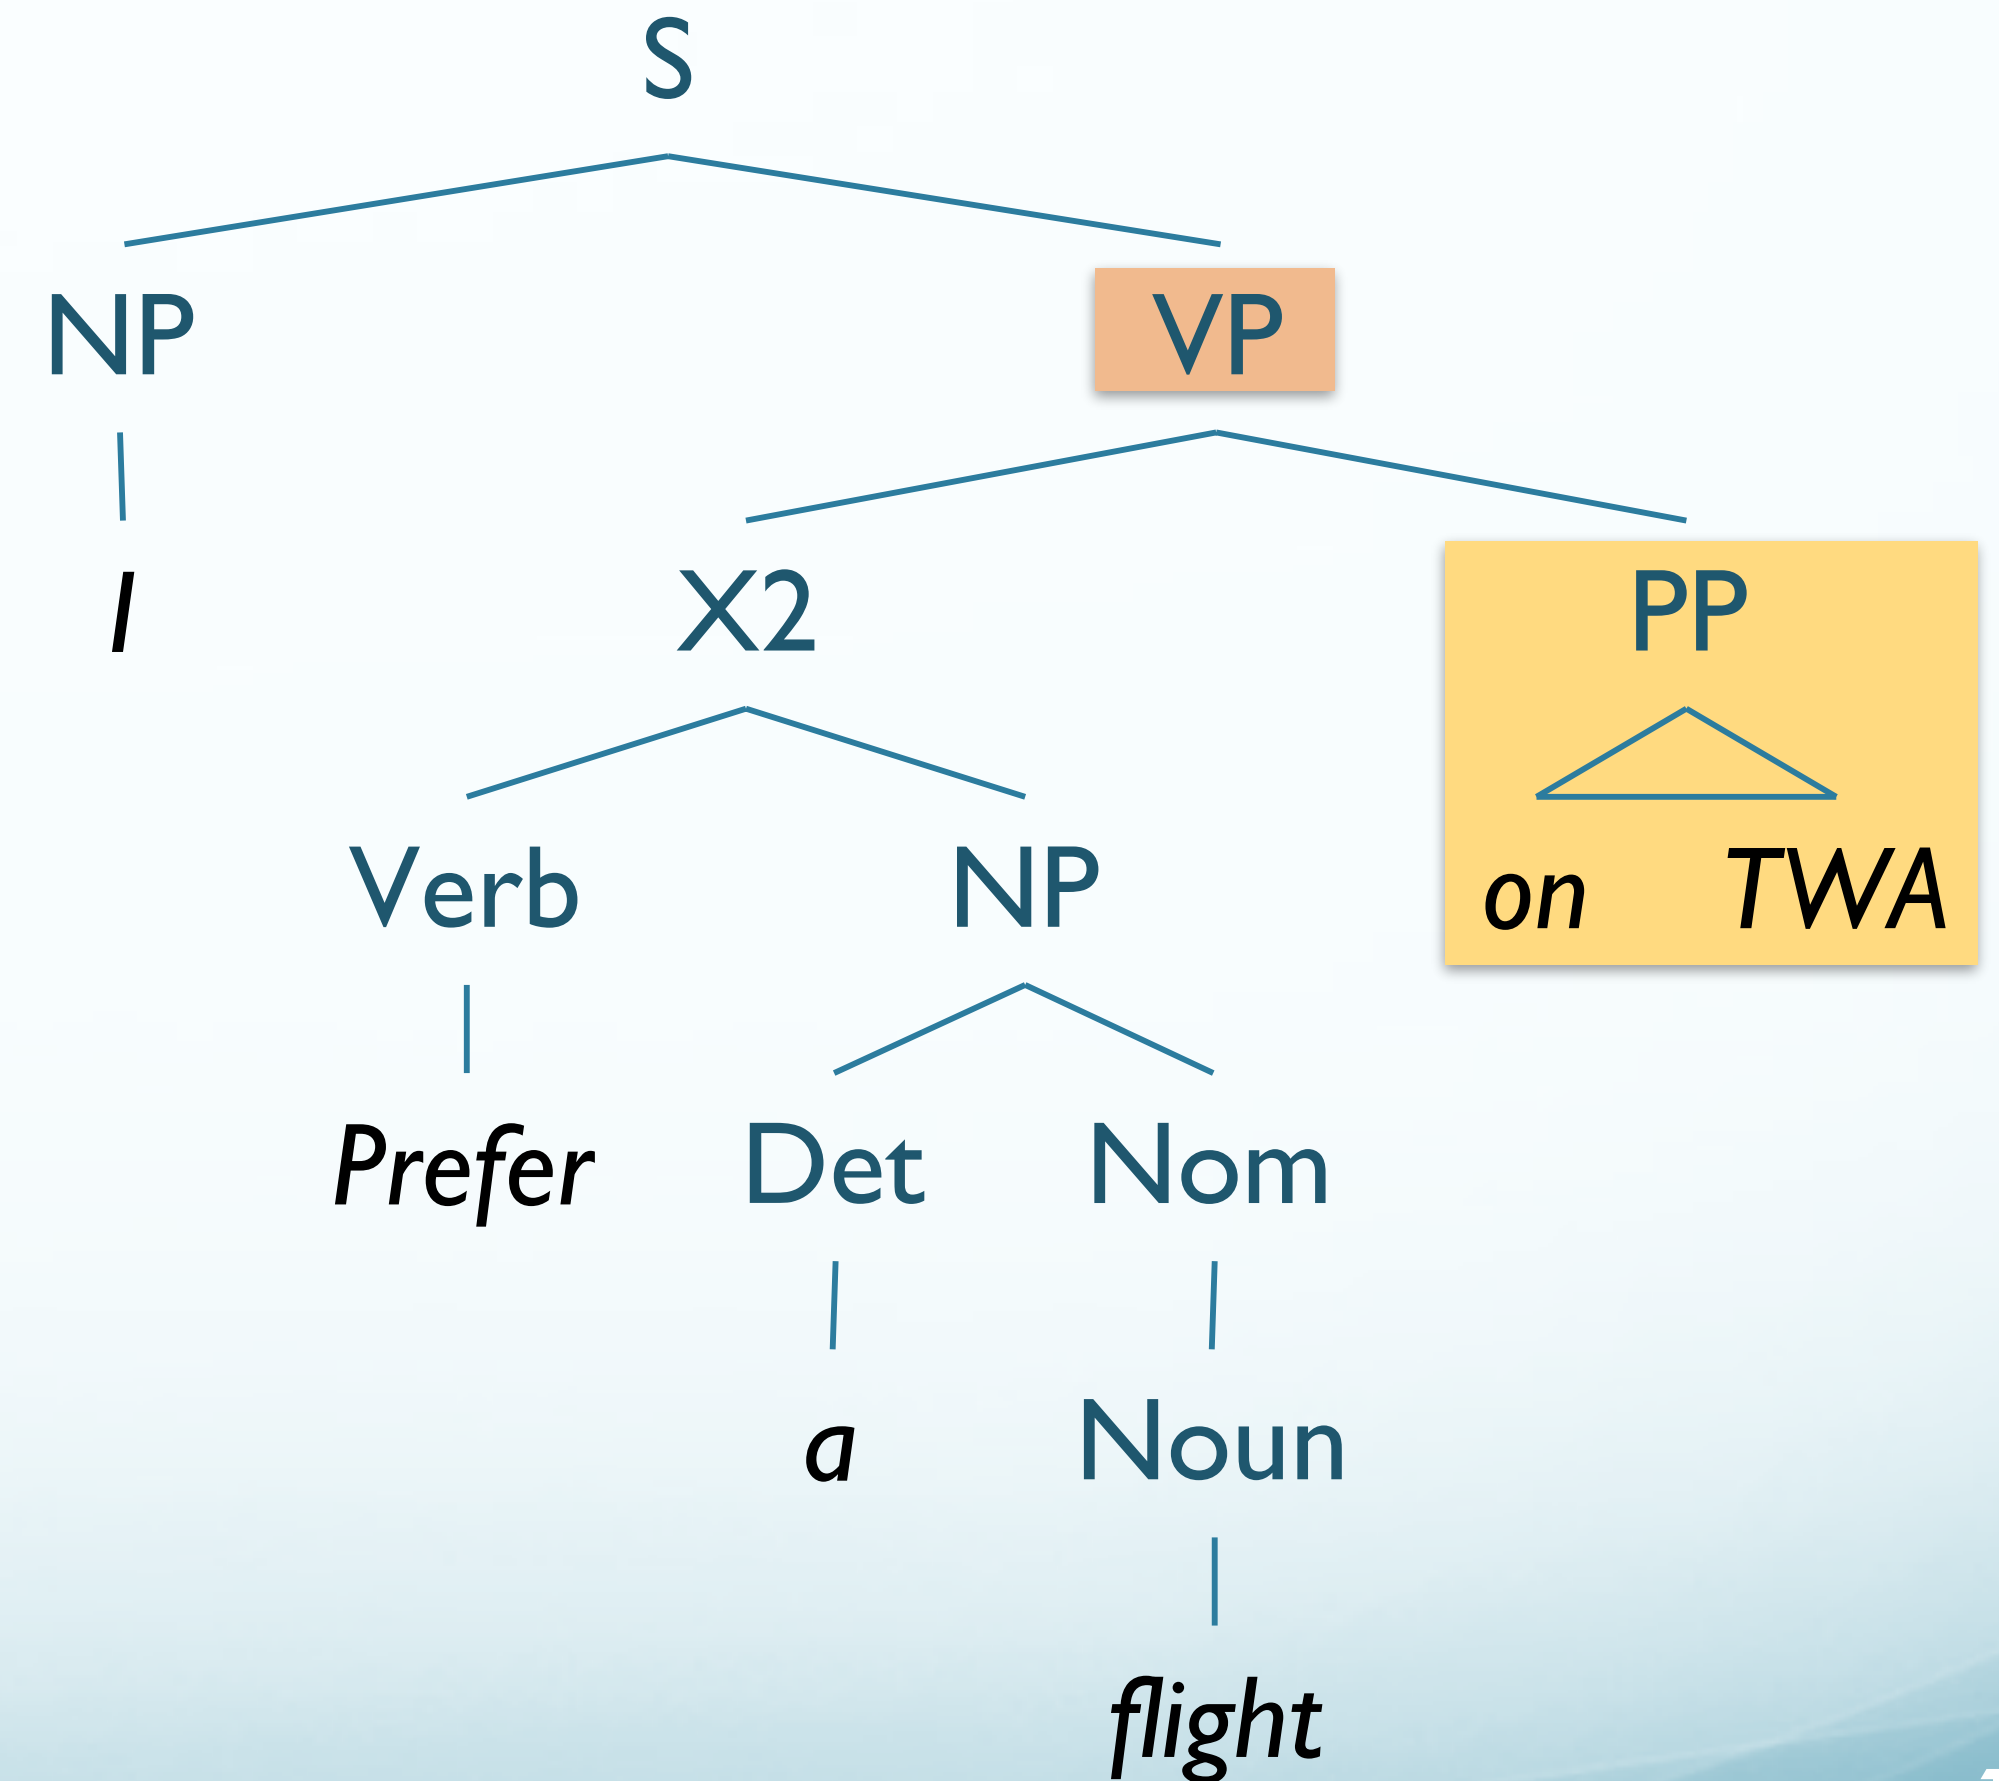 S
NP VP
I X2 PP
Verb NP on TWA
Prefer Det Nom
a Noun
flight